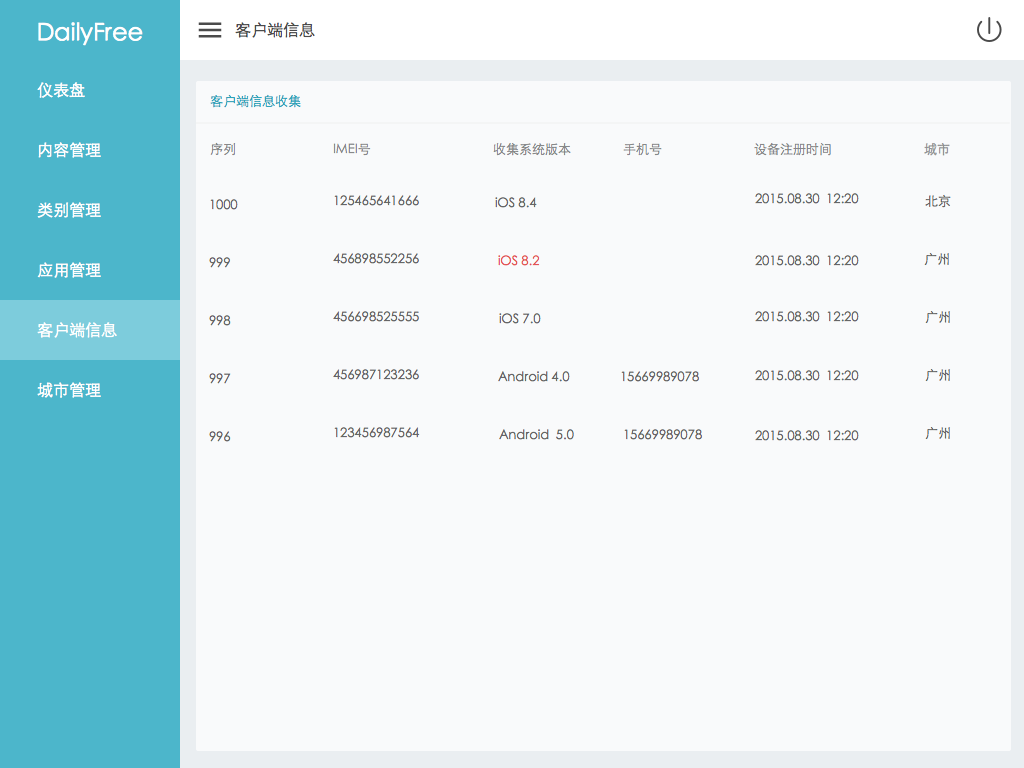 DailyFree
客户端信息
仪表盘
内容管理
类别管理
应用管理
客户端信息
城市管理
客户端信息收集
序列 IMEI号 收集系统版本 手机号 设备注册时间 城市
1000 125465641666 iOS 8.4 2015.08.30 12:20 北京
999 456898552256 iOS 8.2 2015.08.30 12:20 广州
998 456698525555 iOS 7.0 2015.08.30 12:20 广州
997 456987123236 Android 4.0 15669989078 2015.08.30 12:20 广州
996 123456987564 Android 5.0 15669989078 2015.08.30 12:20 广州